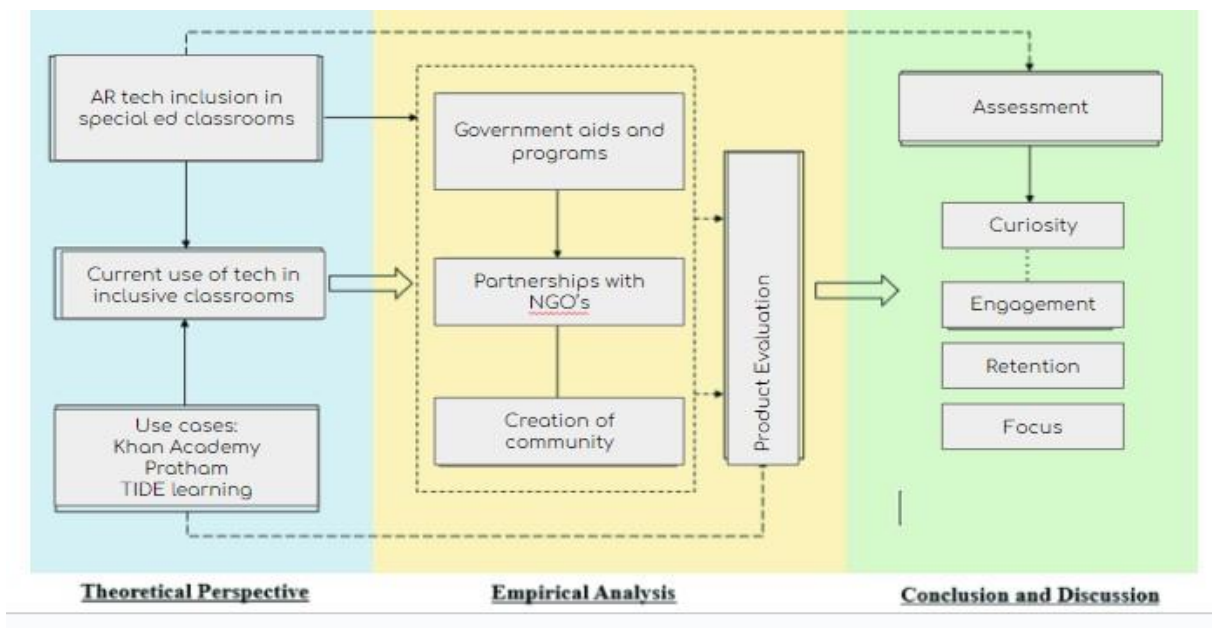 AR tech inclusion in
special ed classrooms
Current use of tech in
inclusive classrooms
Use cases:
Khan Academy
Pratham
TIDE learning
Theoretical Perspective
Government aids and
programs
Partnerships with
NGO's
Creation of
community
Product Evaluation
Empirical Analysis
Assessment
Curiosity
Engagement
Retention
Focus
Conclusion and Discussion